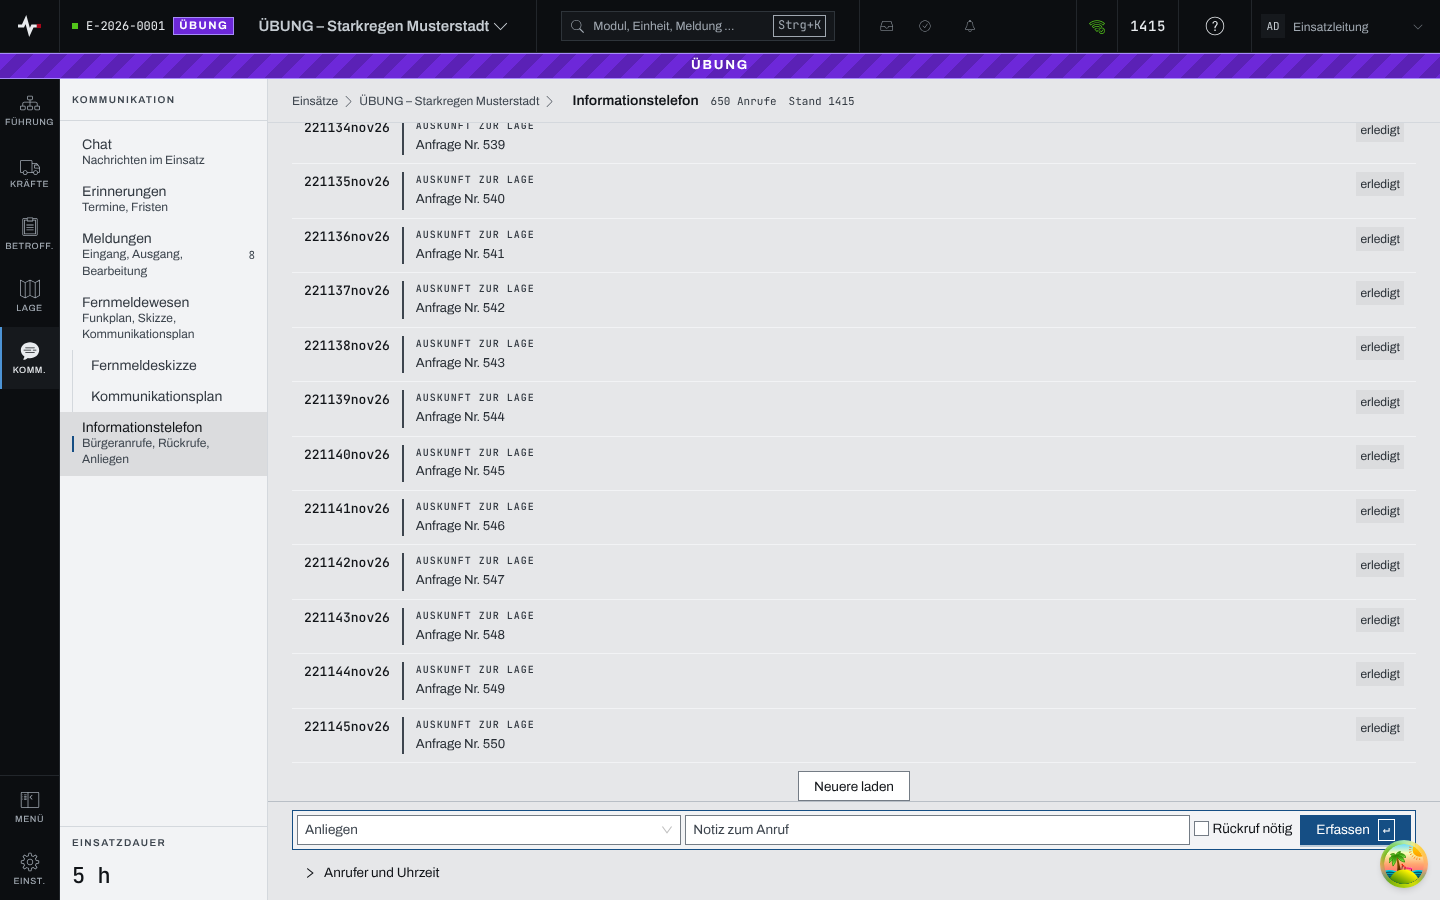 E-2026-0001 ÜBUNG ÜBUNG – Starkregen Musterstadt Modul, Einheit, Meldung ... Strg+K 1415 ? AD Einsatzleitung
ÜBUNG
FÜHRUNG
KRÄFTE
BETROFF.
LAGE
KOMM.
MENÜ
EINST.
KOMMUNIKATION
Chat
Nachrichten im Einsatz
Erinnerungen
Termine, Fristen
Meldungen
Eingang, Ausgang,
Bearbeitung
8
Fernmeldewesen
Funkplan, Skizze,
Kommunikationsplan
Fernmeldeskizze
Kommunikationsplan
Informationstelefon
Bürgeranrufe, Rückrufe,
Anliegen
EINSATZDAUER
5 h
Einsätze ÜBUNG – Starkregen Musterstadt Informationstelefon 650 Anrufe Stand 1415
221134nov26 AUSKUNFT ZUR LAGE erledigt
Anfrage Nr. 539
221135nov26 AUSKUNFT ZUR LAGE erledigt
Anfrage Nr. 540
221136nov26 AUSKUNFT ZUR LAGE erledigt
Anfrage Nr. 541
221137nov26 AUSKUNFT ZUR LAGE erledigt
Anfrage Nr. 542
221138nov26 AUSKUNFT ZUR LAGE erledigt
Anfrage Nr. 543
221139nov26 AUSKUNFT ZUR LAGE erledigt
Anfrage Nr. 544
221140nov26 AUSKUNFT ZUR LAGE erledigt
Anfrage Nr. 545
221141nov26 AUSKUNFT ZUR LAGE erledigt
Anfrage Nr. 546
221142nov26 AUSKUNFT ZUR LAGE erledigt
Anfrage Nr. 547
221143nov26 AUSKUNFT ZUR LAGE erledigt
Anfrage Nr. 548
221144nov26 AUSKUNFT ZUR LAGE erledigt
Anfrage Nr. 549
221145nov26 AUSKUNFT ZUR LAGE erledigt
Anfrage Nr. 550
Neuere laden
Anliegen Notiz zum Anruf Rückruf nötig Erfassen ↵
Anrufer und Uhrzeit